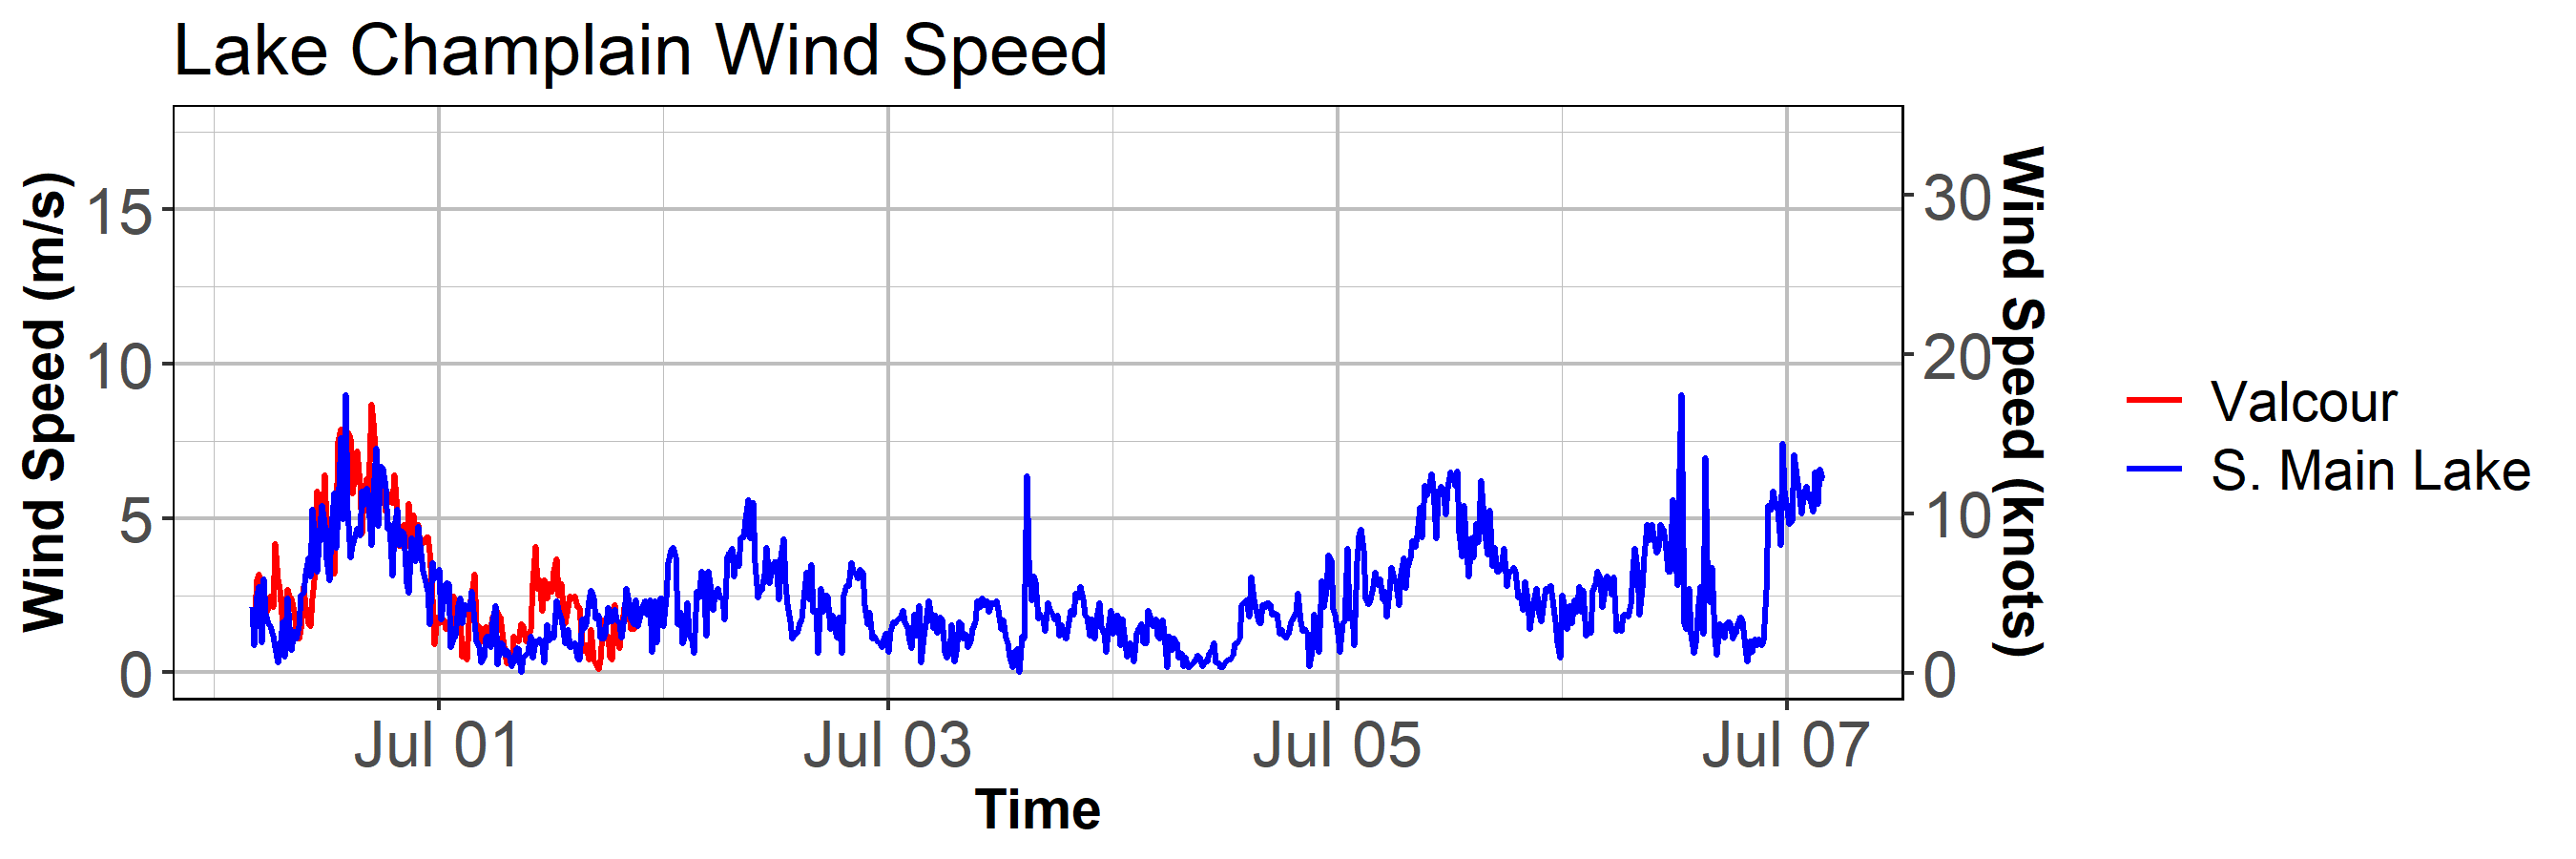 Lake Champlain Wind Speed
Wind Speed (m/s)
15
10
5
0
30
20
10
0
Wind Speed (knots)
Jul 01
Jul 03
Jul 05
Jul 07
Time
Valcour
S. Main Lake